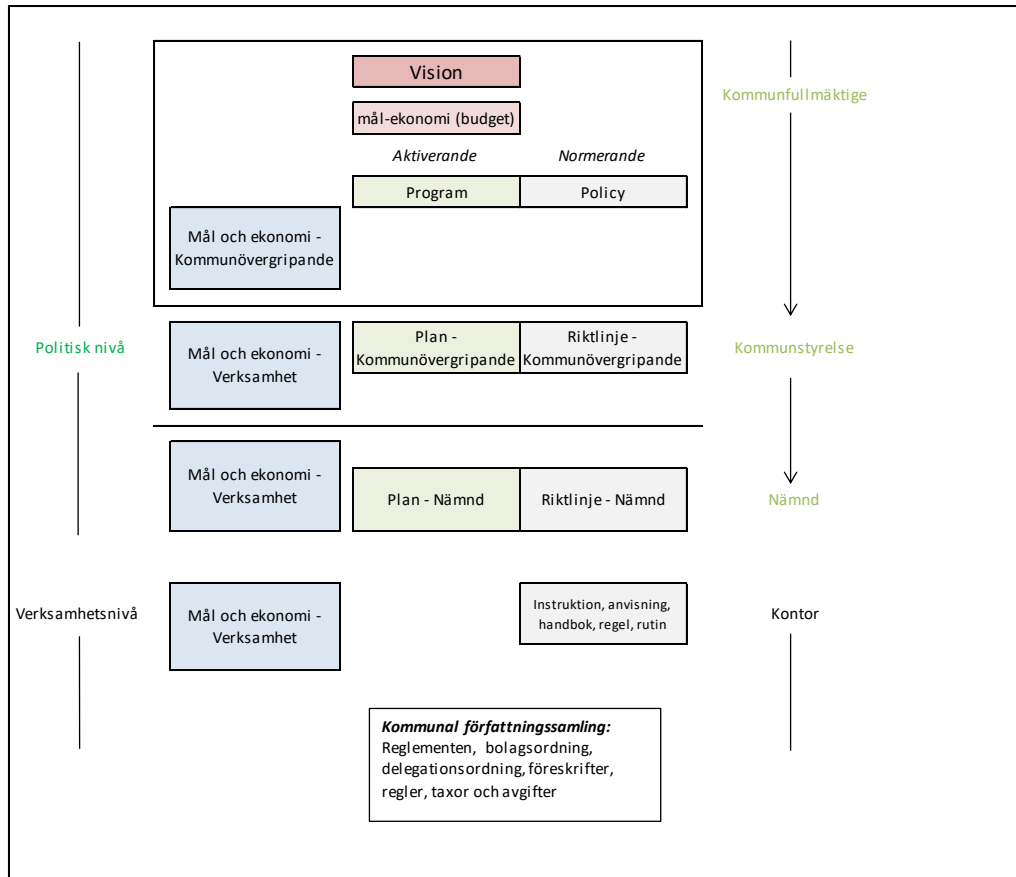 Vision
Kommunfullmäktige
mål-ekonomi (budget)
Aktiverande
Normerande
Program
Policy
Mål och ekonomi -
Kommunövergripande
Politisk nivå
Mål och ekonomi -
Verksamhet
Plan -
Kommunövergripande
Riktlinje -
Kommunövergripande
Kommunstyrelse
Mål och ekonomi -
Verksamhet
Plan - Nämnd
Riktlinje - Nämnd
Nämnd
Verksamhetsnivå
Mål och ekonomi -
Verksamhet
Instruktion, anvisning,
handbok, regel, rutin
Kontor
Kommunal författningssamling:
Reglementen, bolagsordning,
delegationsordning, föreskrifter,
regler, taxor och avgifter